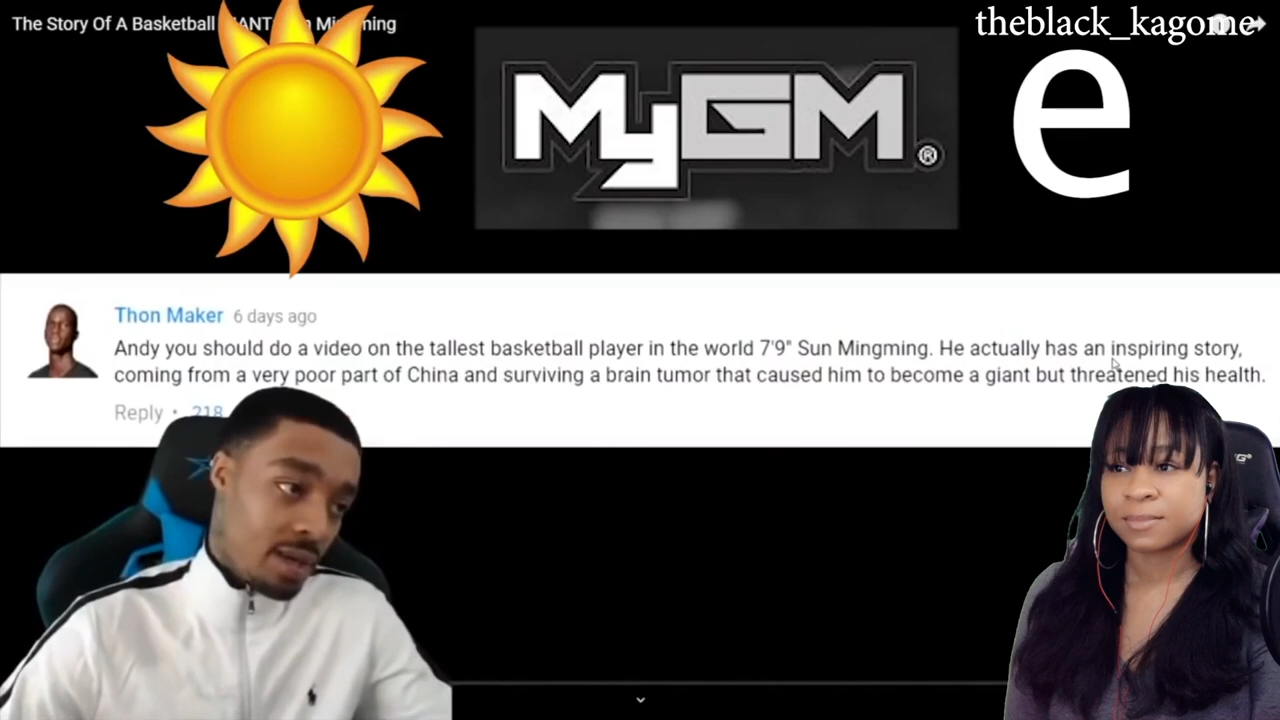 The Story Of A Basketball
theblack_kagome
MyGM®
e
Thon Maker 6 days ago
Andy you should do a video on the tallest basketball player in the world 7'9" Sun Mingming. He actually has an inspiring story,
coming from a very poor part of China and surviving a brain tumor that caused him to become a giant but threatened his health.
Reply • 218